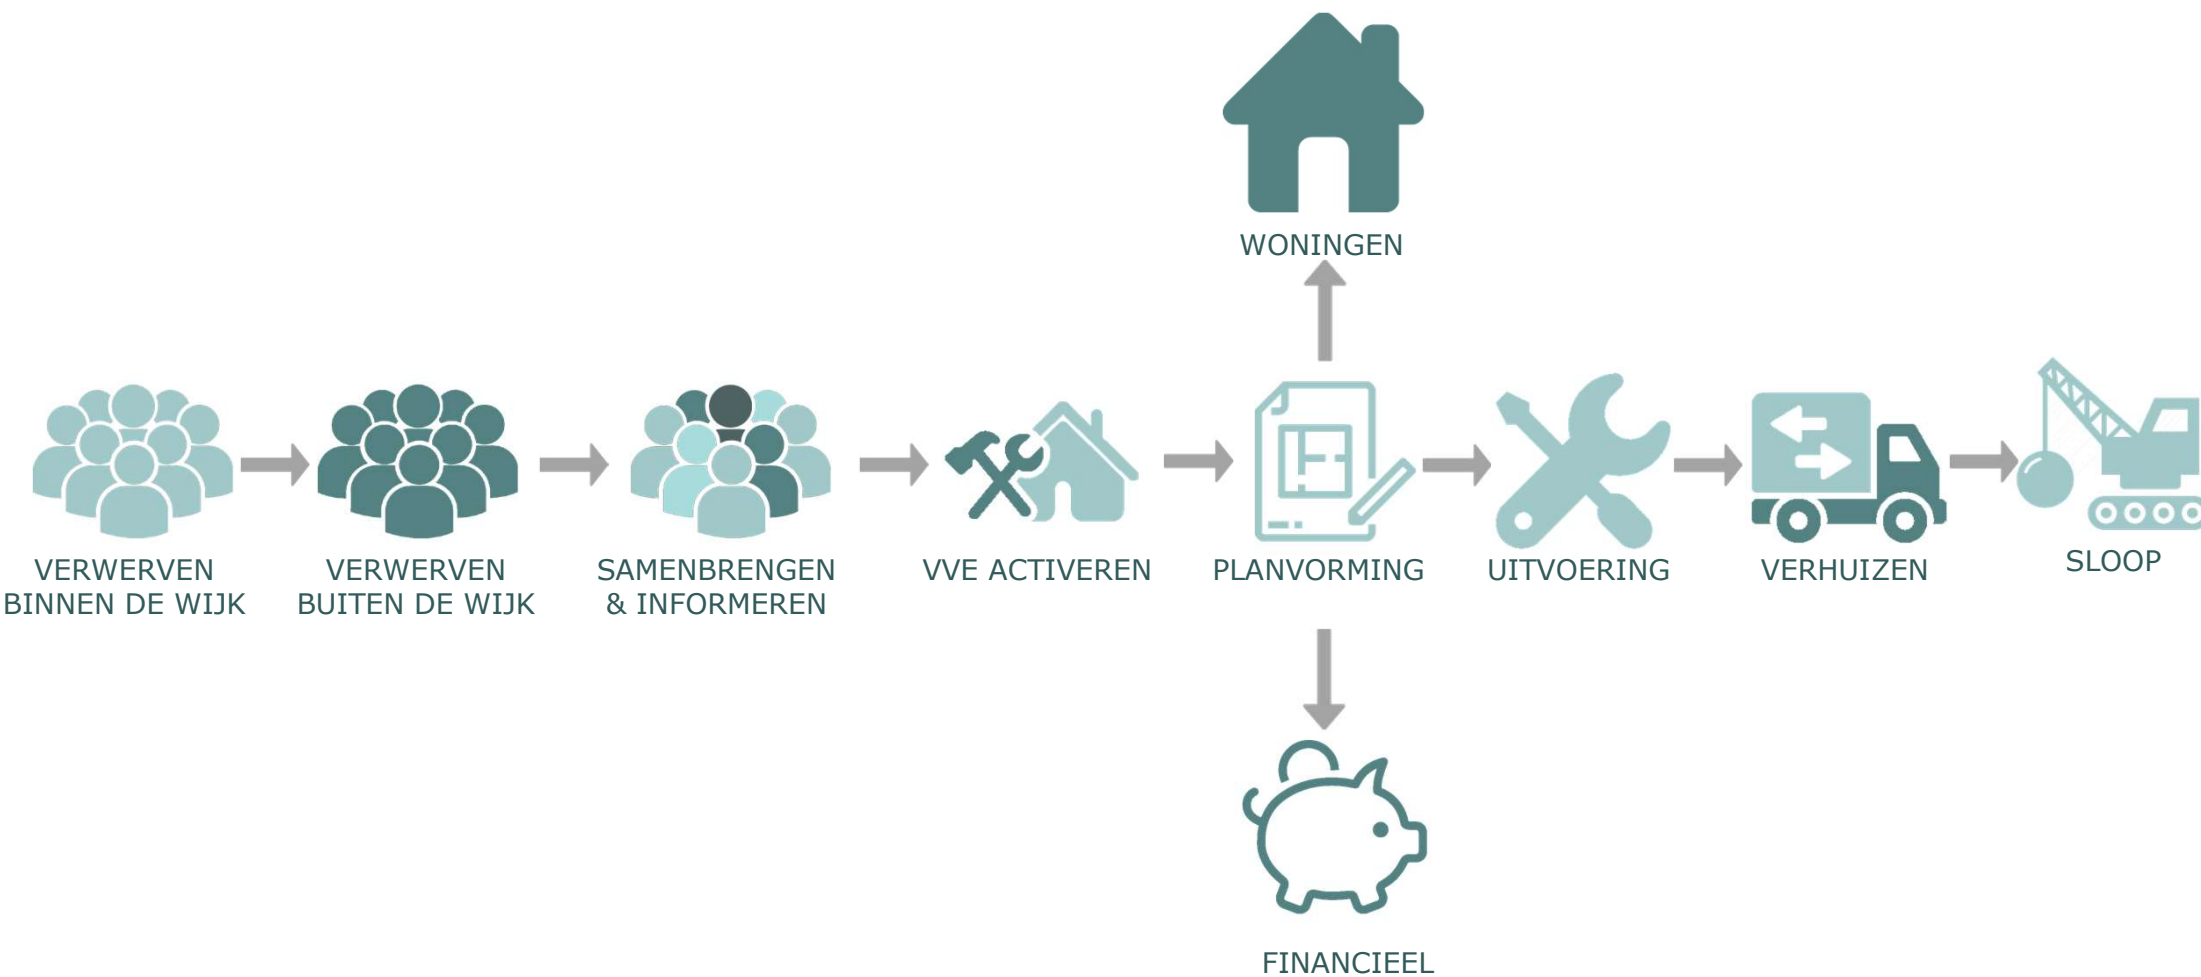 WONINGEN
VERWERVEN
BINNEN DE WIJK
VERWERVEN
BUITEN DE WIJK
SAMENBRENGEN
& INFORMEREN
VVE ACTIVEREN
PLANVORMING
UITVOERING
VERHUIZEN
SLOOP
FINANCIEEL